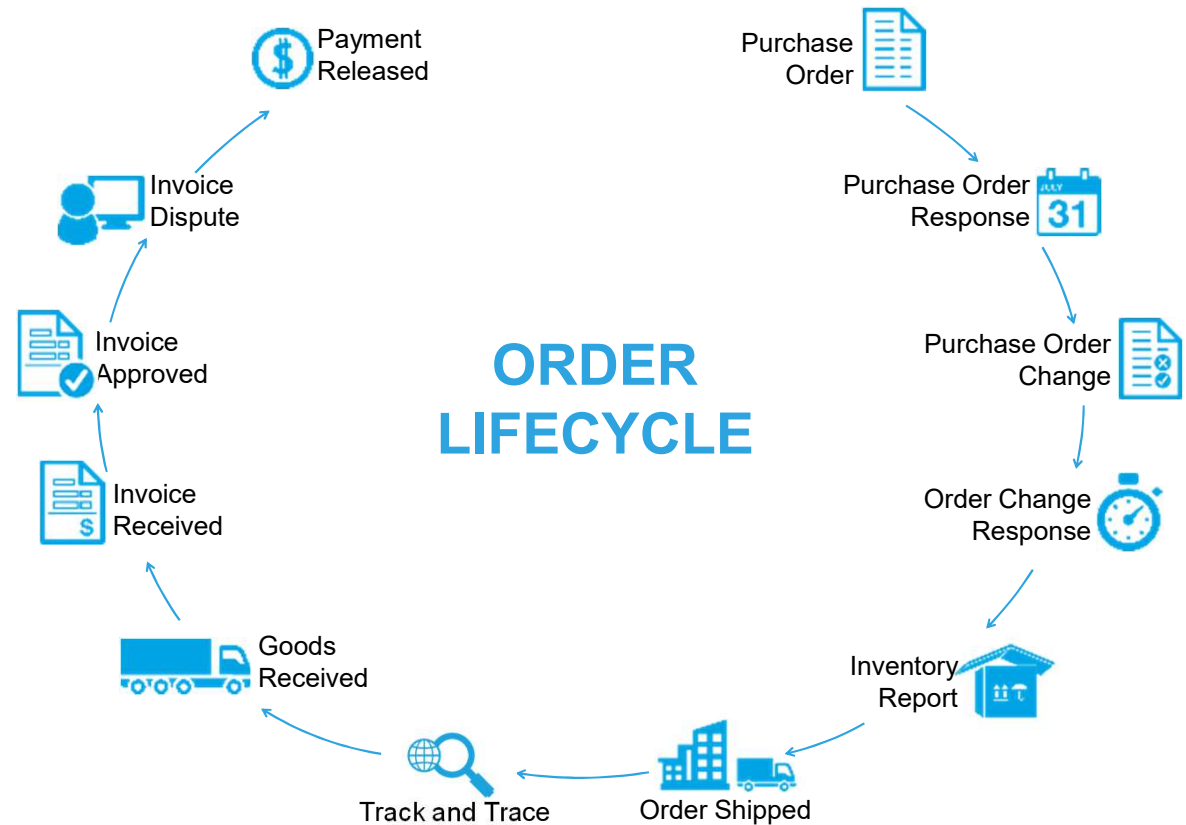 Purchase
Order
Purchase Order
Response
JULY
31
Purchase Order
Change
Order Change
Response
Inventory
Report
Order Shipped
Track and Trace
Goods
Received
Invoice
Received
$
Invoice
Approved
Invoice
Dispute
Payment
Released
$
ORDER
LIFECYCLE